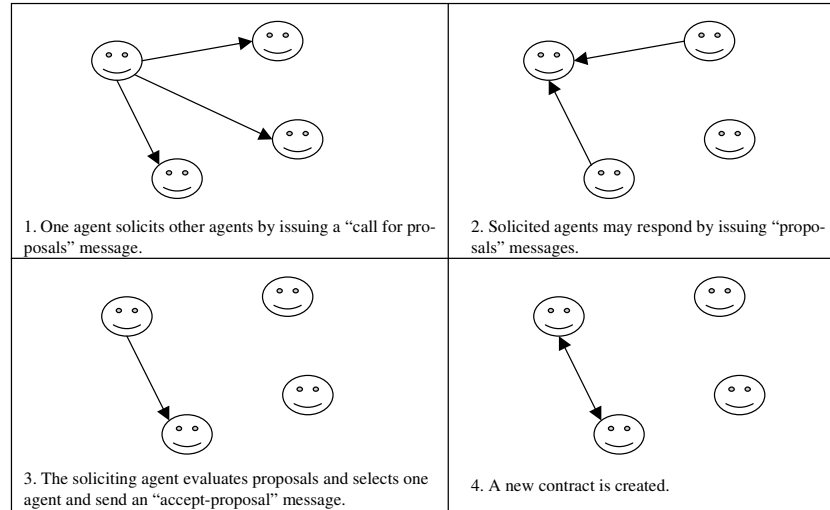 1. One agent solicits other agents by issuing a “call for pro-
posals” message.
2. Solicited agents may respond by issuing “propo-
sals” messages.
3. The soliciting agent evaluates proposals and selects one
agent and send an “accept-proposal” message.
4. A new contract is created.